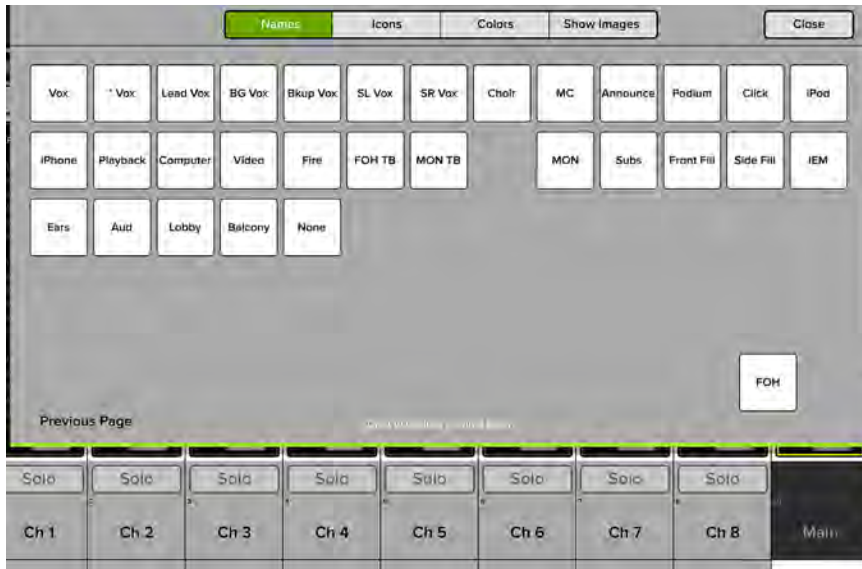 Names Icons Colors Show Images Close
Vox * Vox Lead Vox BG Vox Bkup Vox SL Vox SR Vox Choir MC Announce Podium Click iPod
iPhone Playback Computer Video Fire FOH TB MON TB MON Subs Front Fill Side Fill IEM
Ears Aud Lobby Balcony None
FOH
Previous Page
Solo Solo Solo Solo Solo Solo Solo Solo
Ch 1 Ch 2 Ch 3 Ch 4 Ch 5 Ch 6 Ch 7 Ch 8 Main